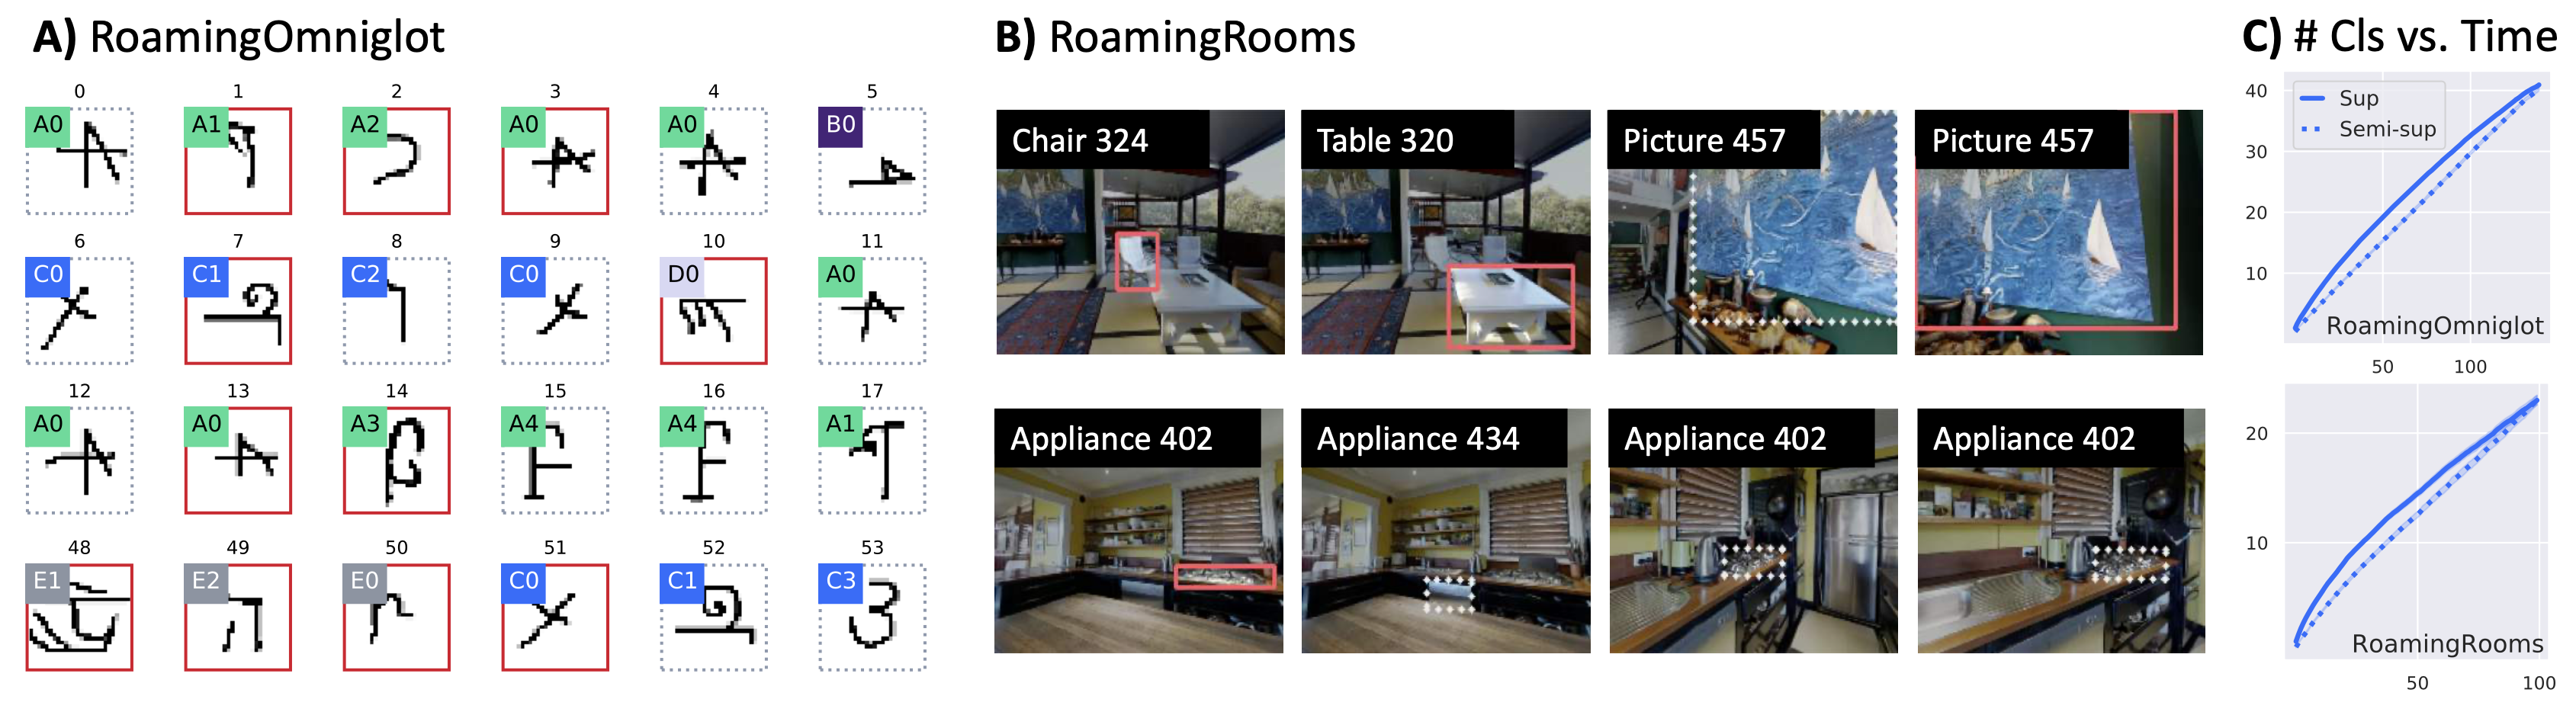 A) RoamingOmniglot
0 1 2 3 4 5
A0 A1 A2 A0 A0 B0
6 7 8 9 10 11
C0 C1 C2 C0 D0 A0
12 13 14 15 16 17
A0 A0 A3 A4 A4 A1
48 49 50 51 52 53
E1 E2 E0 C0 C1 C3
B) RoamingRooms
Chair 324 Table 320 Picture 457 Picture 457
Appliance 402 Appliance 434 Appliance 402 Appliance 402
C) # Cls vs. Time
40
30
20
10
Sup
Semi-sup
RoamingOmniglot
50 100
20
10
RoamingRooms
50 100